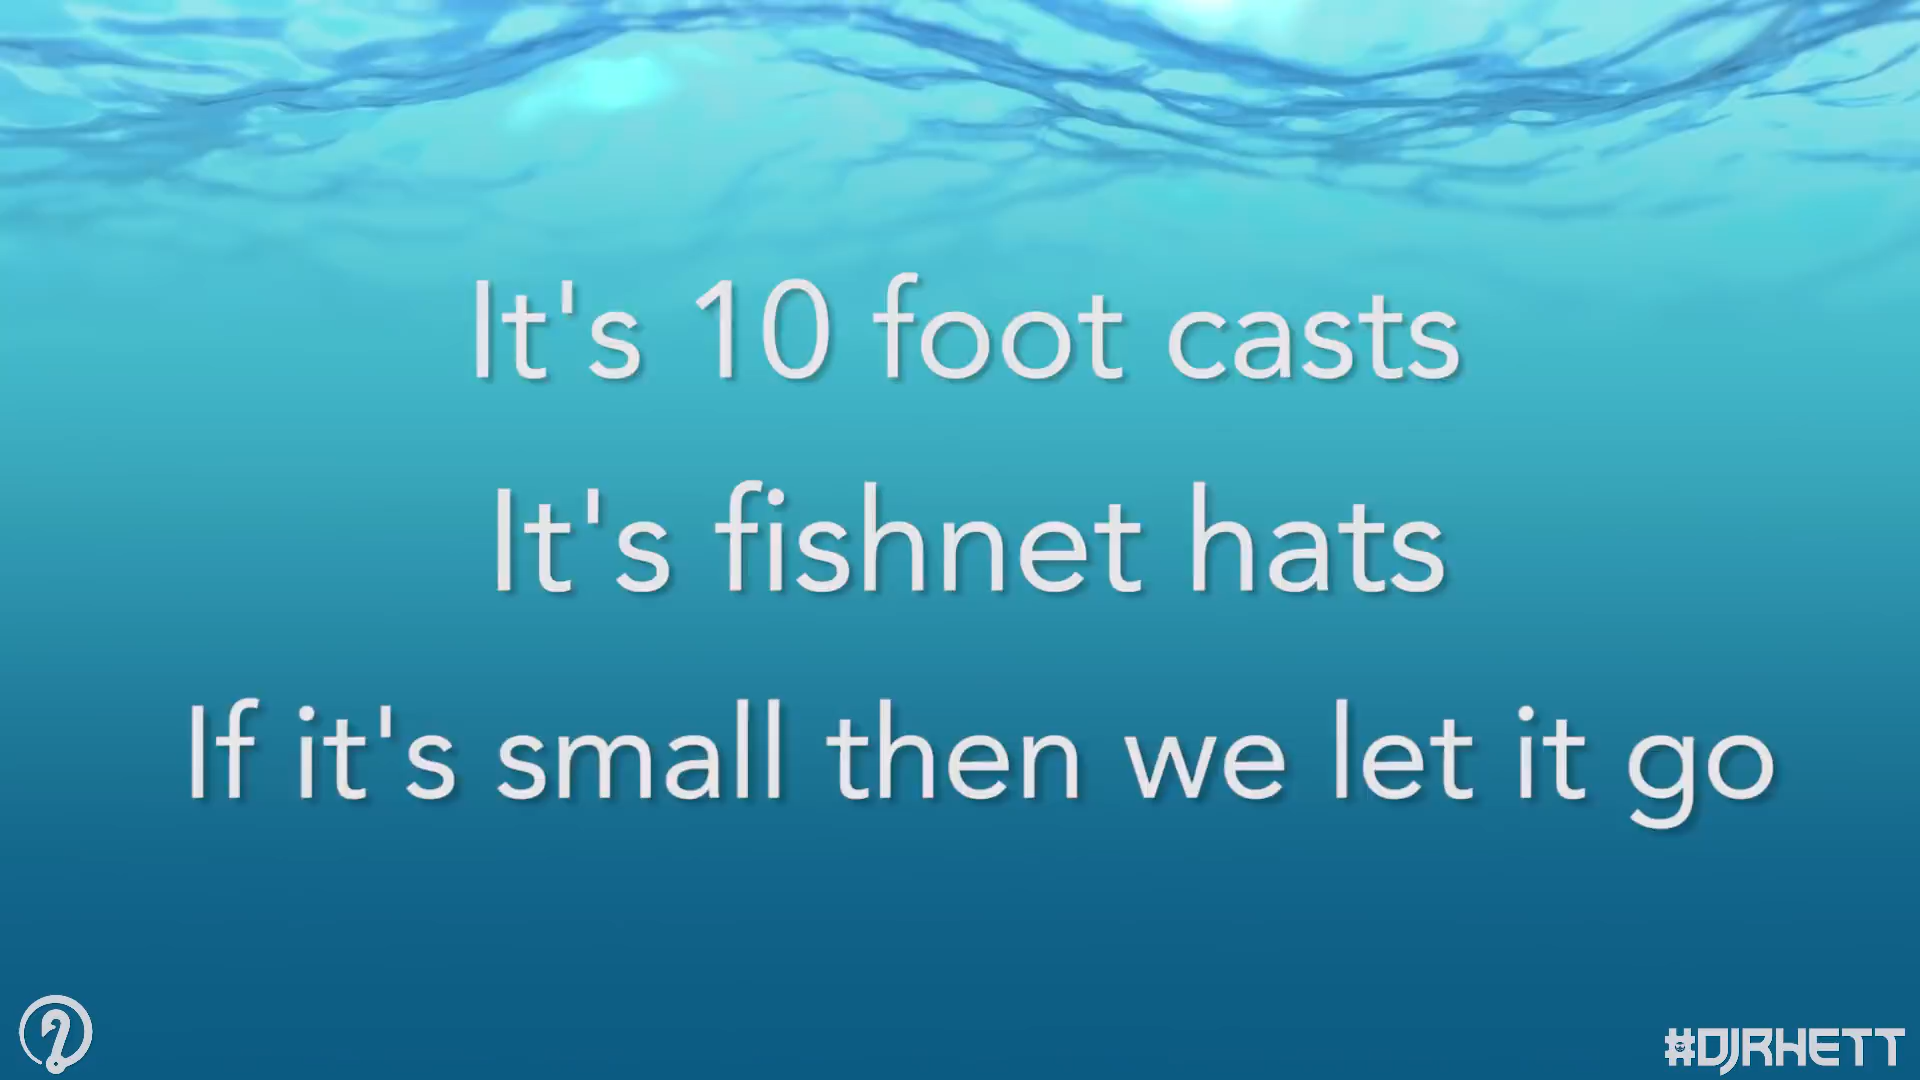 It's 10 foot casts
It's fishnet hats
If it's small then we let it go
#DJRHETT